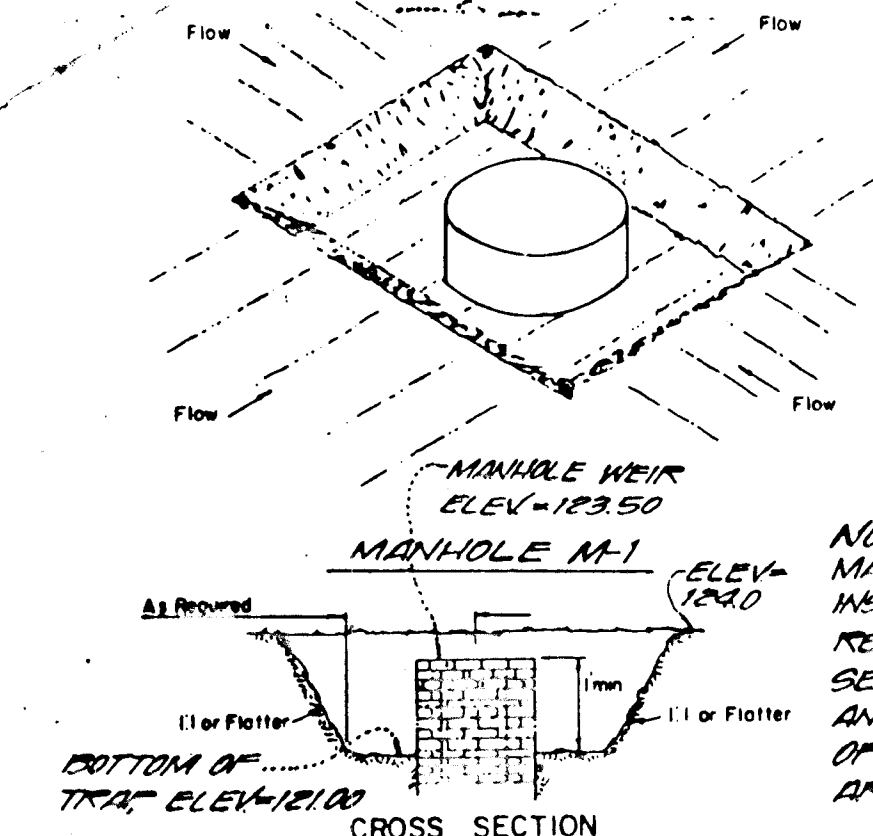 Flow
Flow
Flow
Flow
MANHOLE WEIR
ELEV.=123.50
MANHOLE M-1
ELEV=
124.0
As Required
1'min
1:1 or Flatter
1:1 or Flatter
BOTTOM OF
TRAP, ELEV=121.00
CROSS SECTION
OF